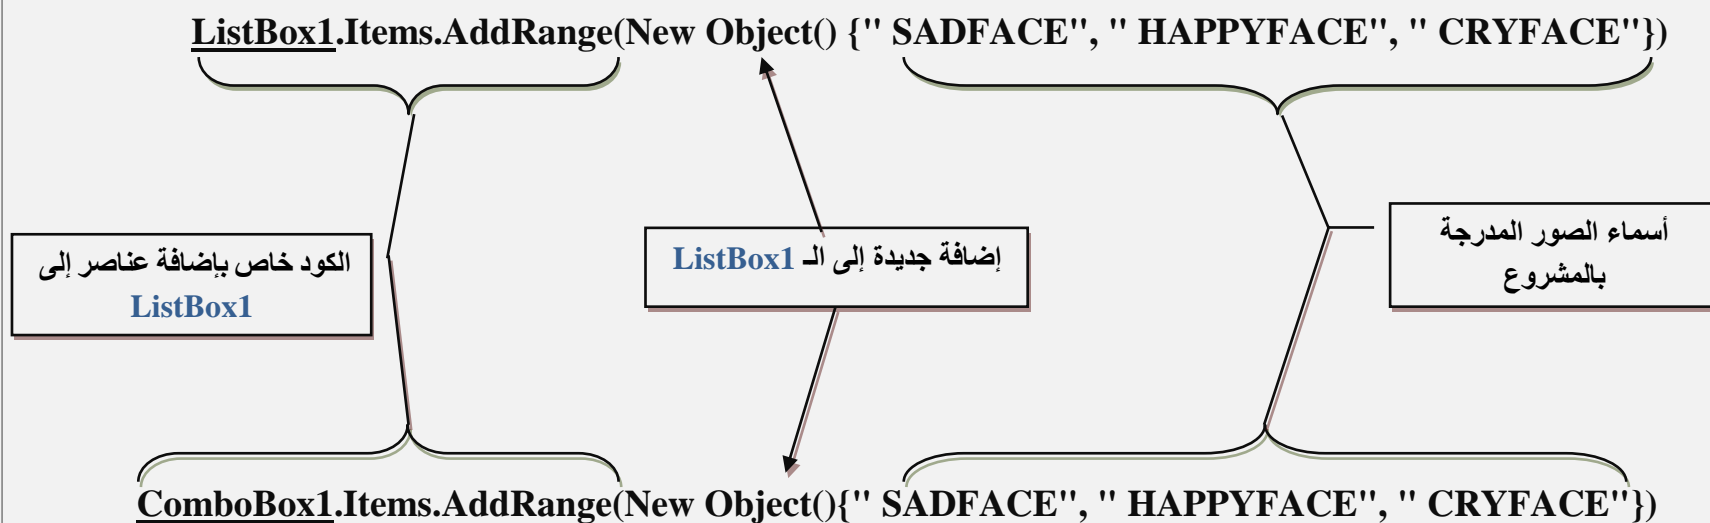 ListBox1.Items.AddRange(New Object() {" SADFACE", " HAPPYFACE", " CRYFACE"})
أسماء الصور المدرجة
بالمشروع
إضافة جديدة إلى الـ ListBox1
الكود خاص بإضافة عناصر إلى
ListBox1
ComboBox1.Items.AddRange(New Object(){" SADFACE", " HAPPYFACE", " CRYFACE"})